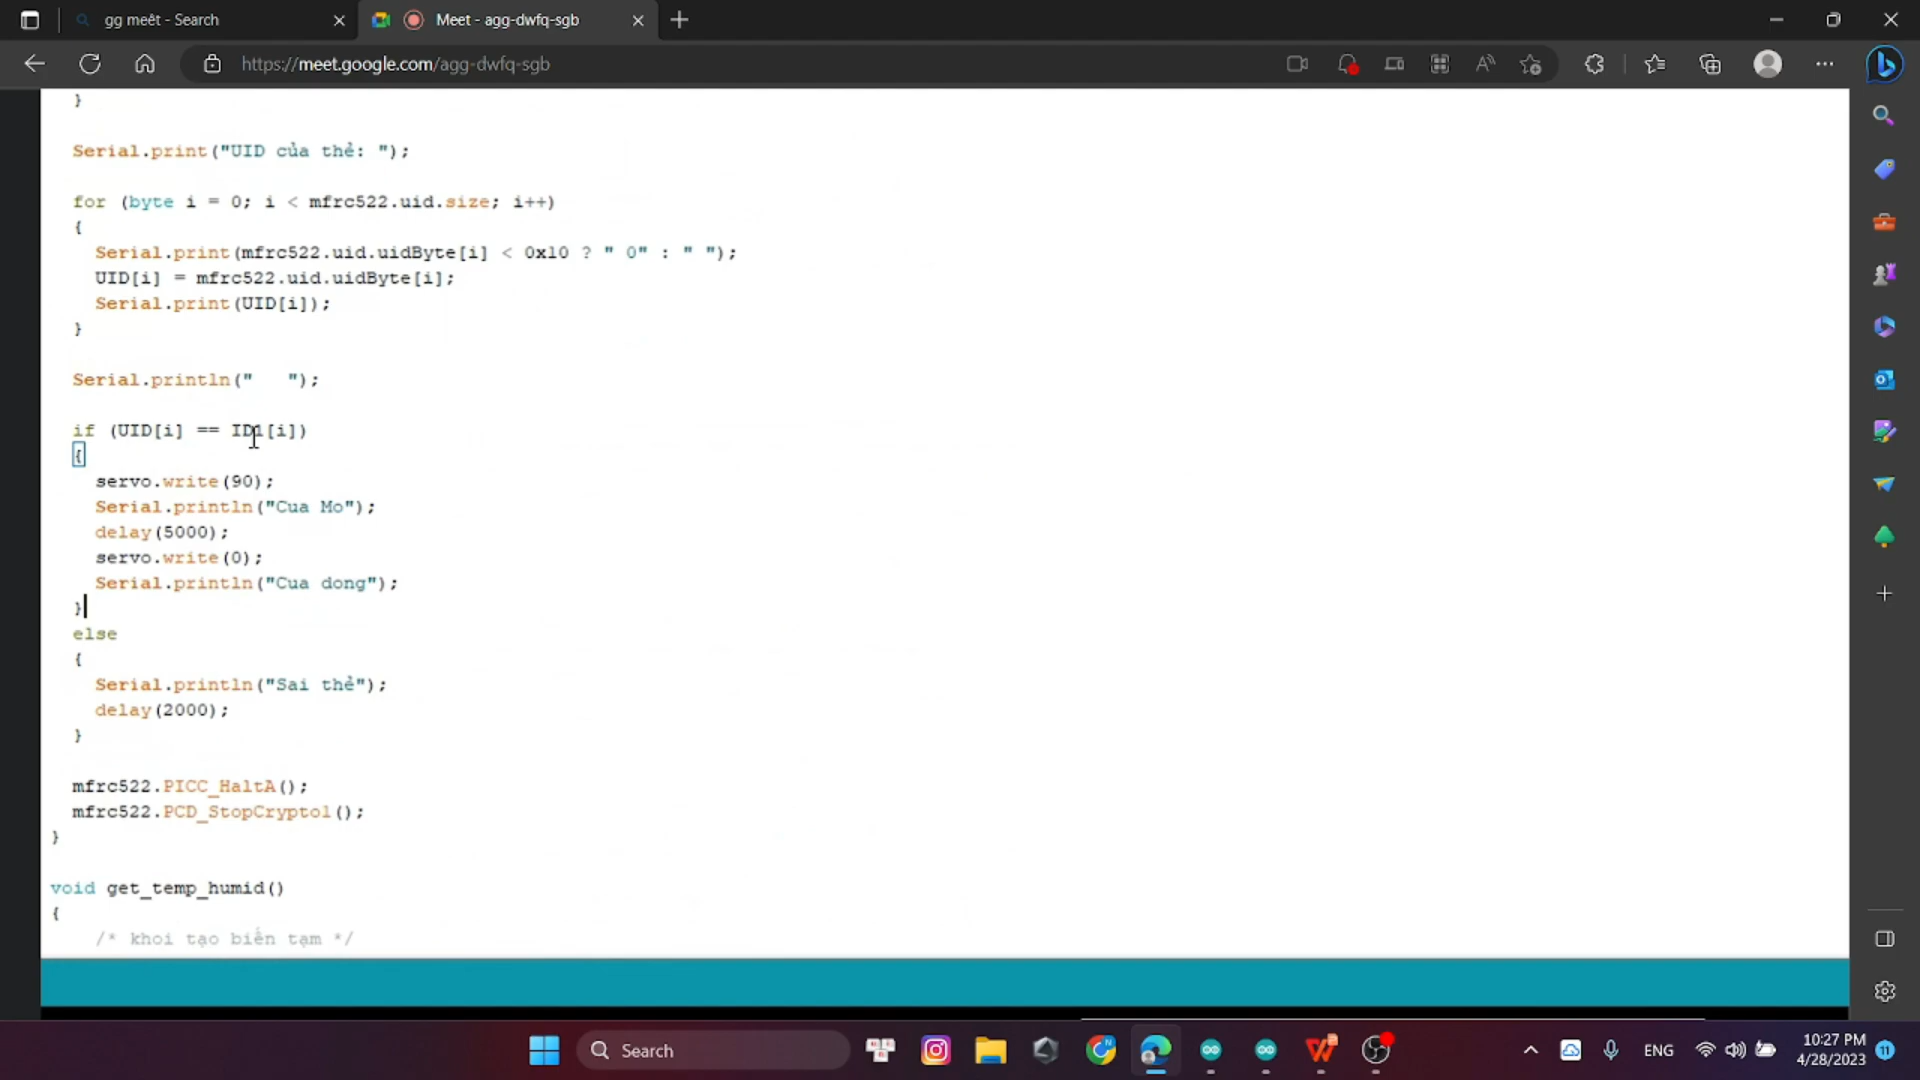 gg meết - Search
Meet - agg-dwfq-sgb
https://meet.google.com/agg-dwfq-sgb
}
Serial.print("UID của thẻ: ");
for (byte i = 0; i < mfrc522.uid.size; i++)
{
Serial.print(mfrc522.uid.uidByte[i] < 0x10 ? " 0" : " ");
UID[i] = mfrc522.uid.uidByte[i];
Serial.print(UID[i]);
}
Serial.println("   ");
if (UID[i] == ID1[i])
{
servo.write(90);
Serial.println("Cua Mo");
delay(5000);
servo.write(0);
Serial.println("Cua dong");
}
else
{
Serial.println("Sai thẻ");
delay(2000);
}
mfrc522.PICC_HaltA();
mfrc522.PCD_StopCrypto1();
}
void get_temp_humid()
{
/* khoi tạo biến tạm */
Search
ENG
10:27 PM
4/28/2023
11